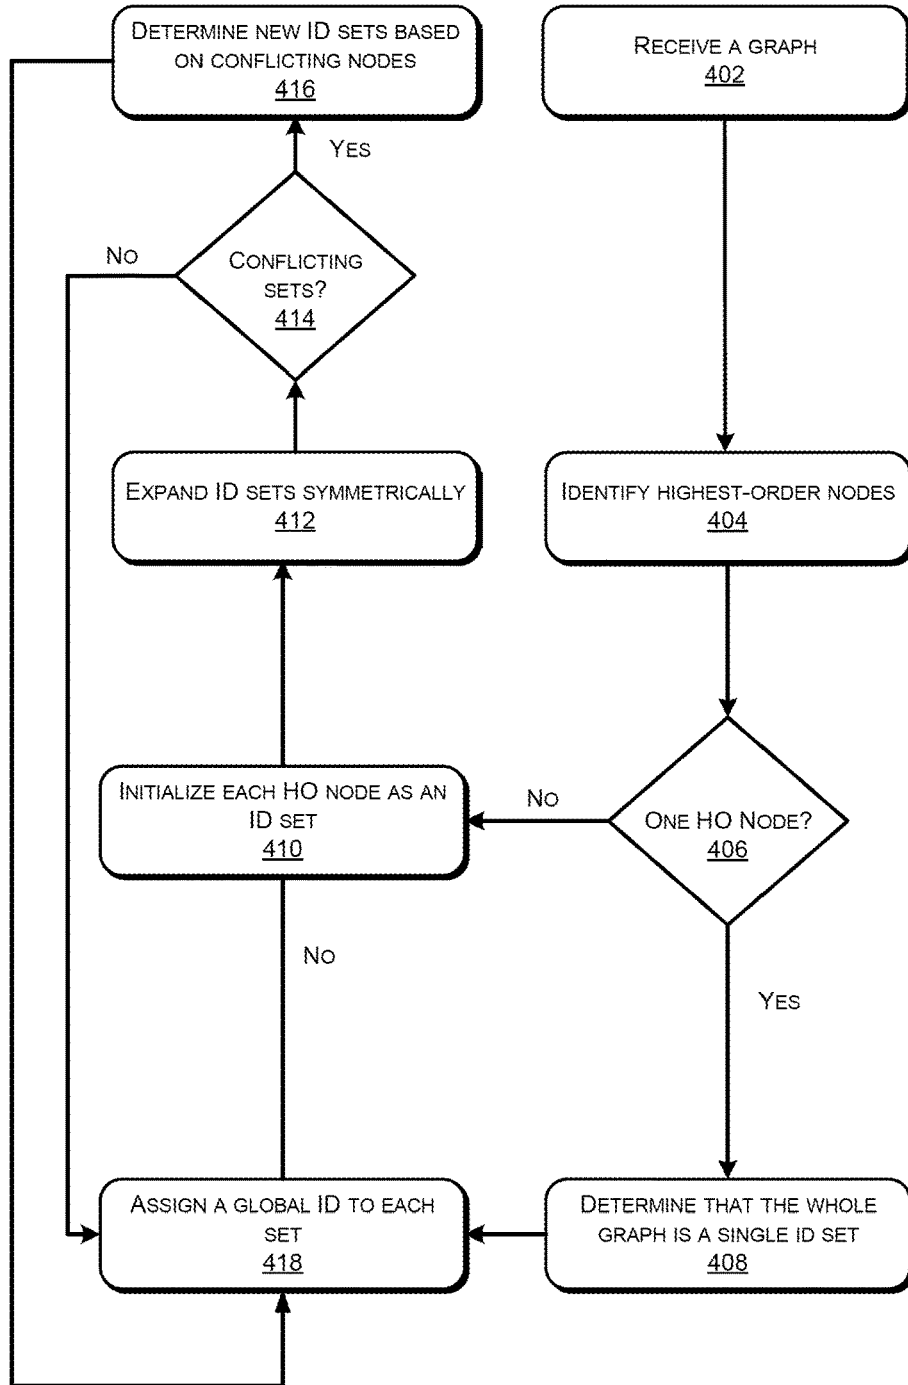 DETERMINE NEW ID SETS BASED
ON CONFLICTING NODES
416
RECEIVE A GRAPH
402
YES
NO
CONFLICTING
SETS?
414
EXPAND ID SETS SYMMETRICALLY
412
IDENTIFY HIGHEST-ORDER NODES
404
INITIALIZE EACH HO NODE AS AN
ID SET
410
NO
ONE HO NODE?
406
NO
YES
ASSIGN A GLOBAL ID TO EACH
SET
418
DETERMINE THAT THE WHOLE
GRAPH IS A SINGLE ID SET
408